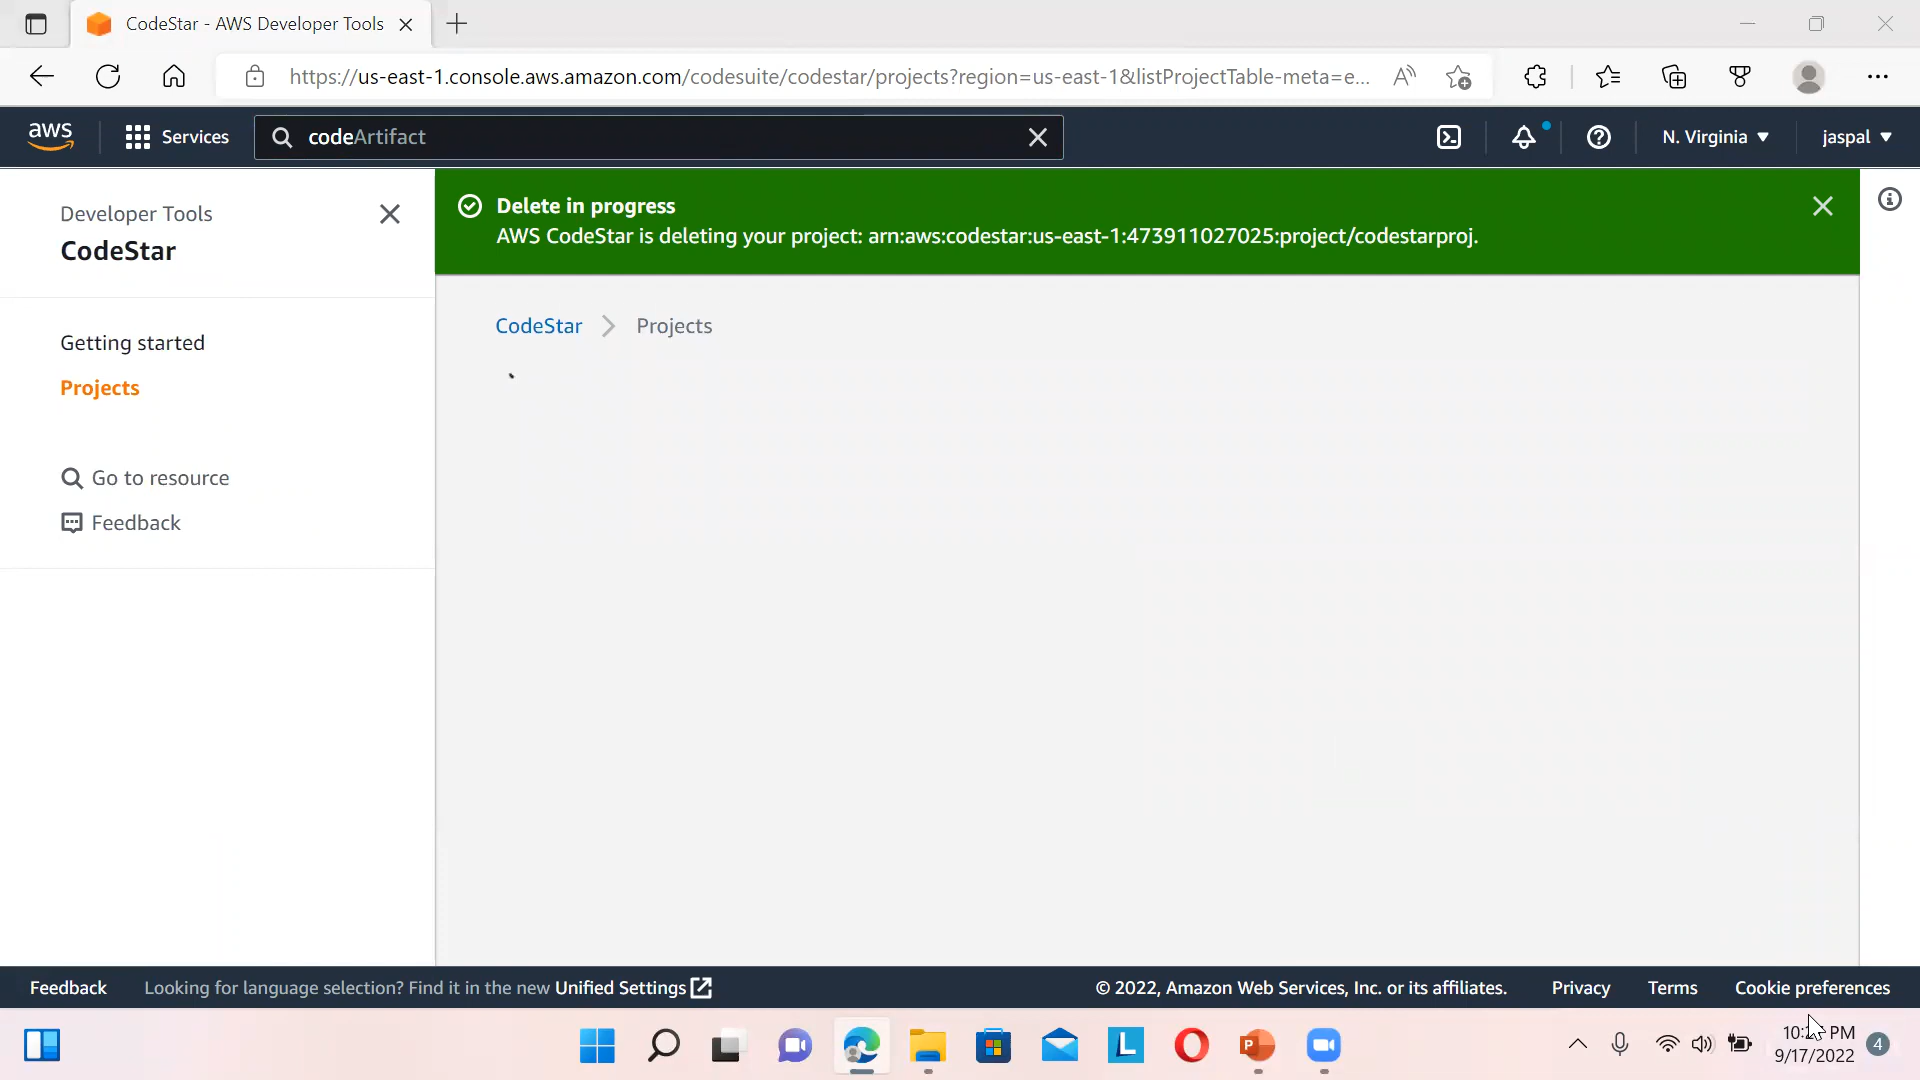 CodeStar - AWS Developer Tools
https://us-east-1.console.aws.amazon.com/codesuite/codestar/projects?region=us-east-1&listProjectTable-meta=e...
aws Services codeArtifact N. Virginia jaspal
Developer Tools
CodeStar
Getting started
Projects
Go to resource
Feedback
Delete in progress
AWS CodeStar is deleting your project: arn:aws:codestar:us-east-1:473911027025:project/codestarproj.
CodeStar Projects
Feedback Looking for language selection? Find it in the new Unified Settings © 2022, Amazon Web Services, Inc. or its affiliates. Privacy Terms Cookie preferences
PM
9/17/2022
4